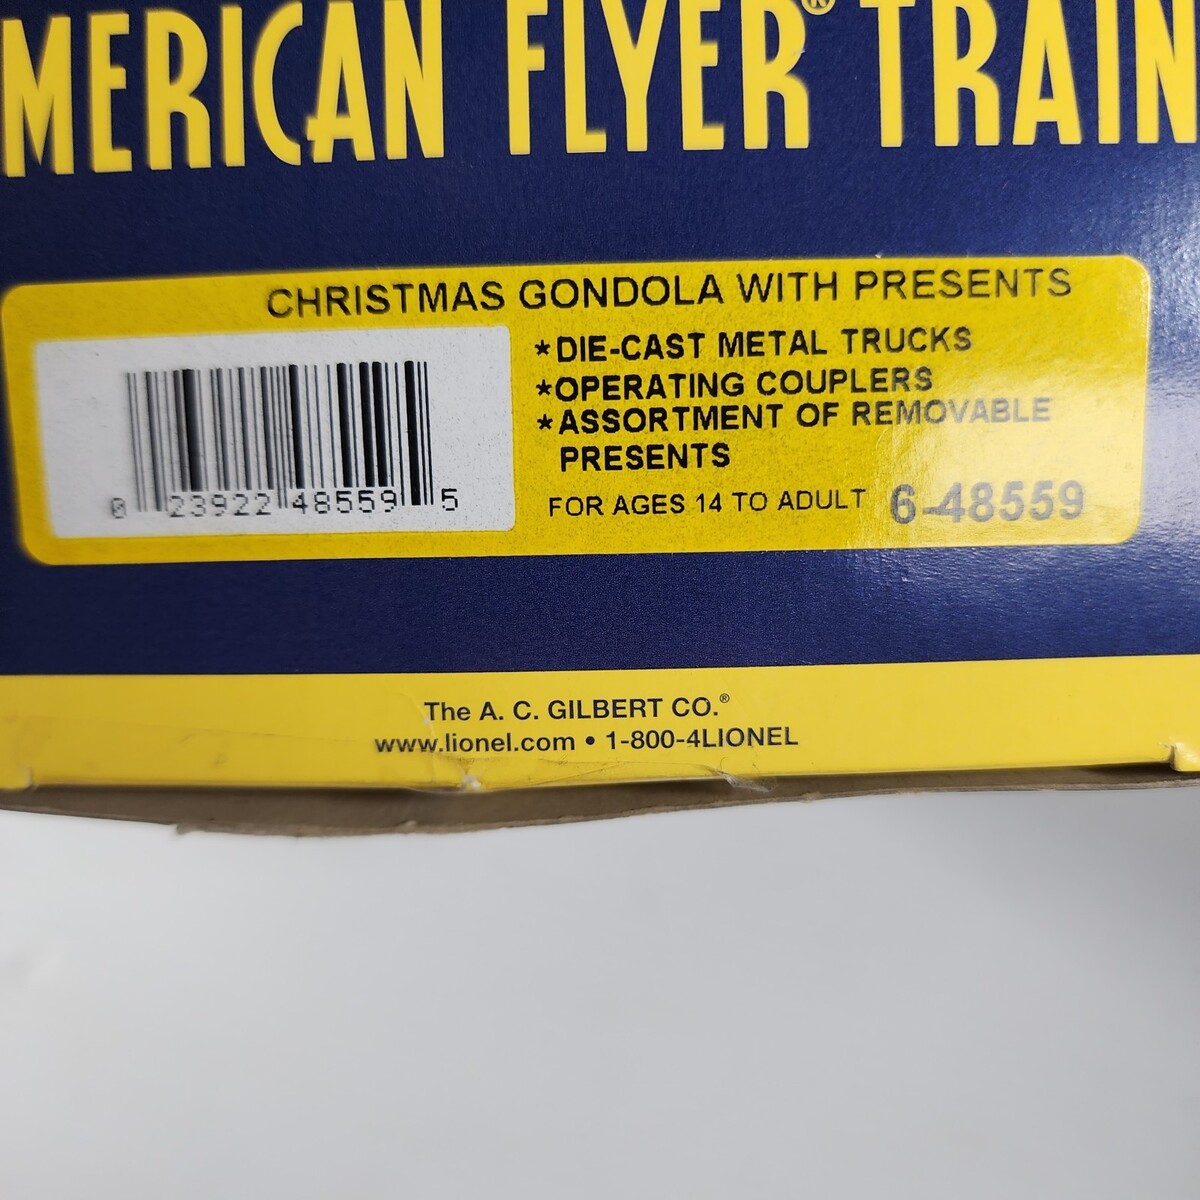 MERICAN FLYER® TRAIN
CHRISTMAS GONDOLA WITH PRESENTS
*DIE-CAST METAL TRUCKS
*OPERATING COUPLERS
*ASSORTMENT OF REMOVABLE
PRESENTS
FOR AGES 14 TO ADULT 6-48559
0 23922 48559 5
The A. C. GILBERT CO.®
www.lionel.com • 1-800-4LIONEL